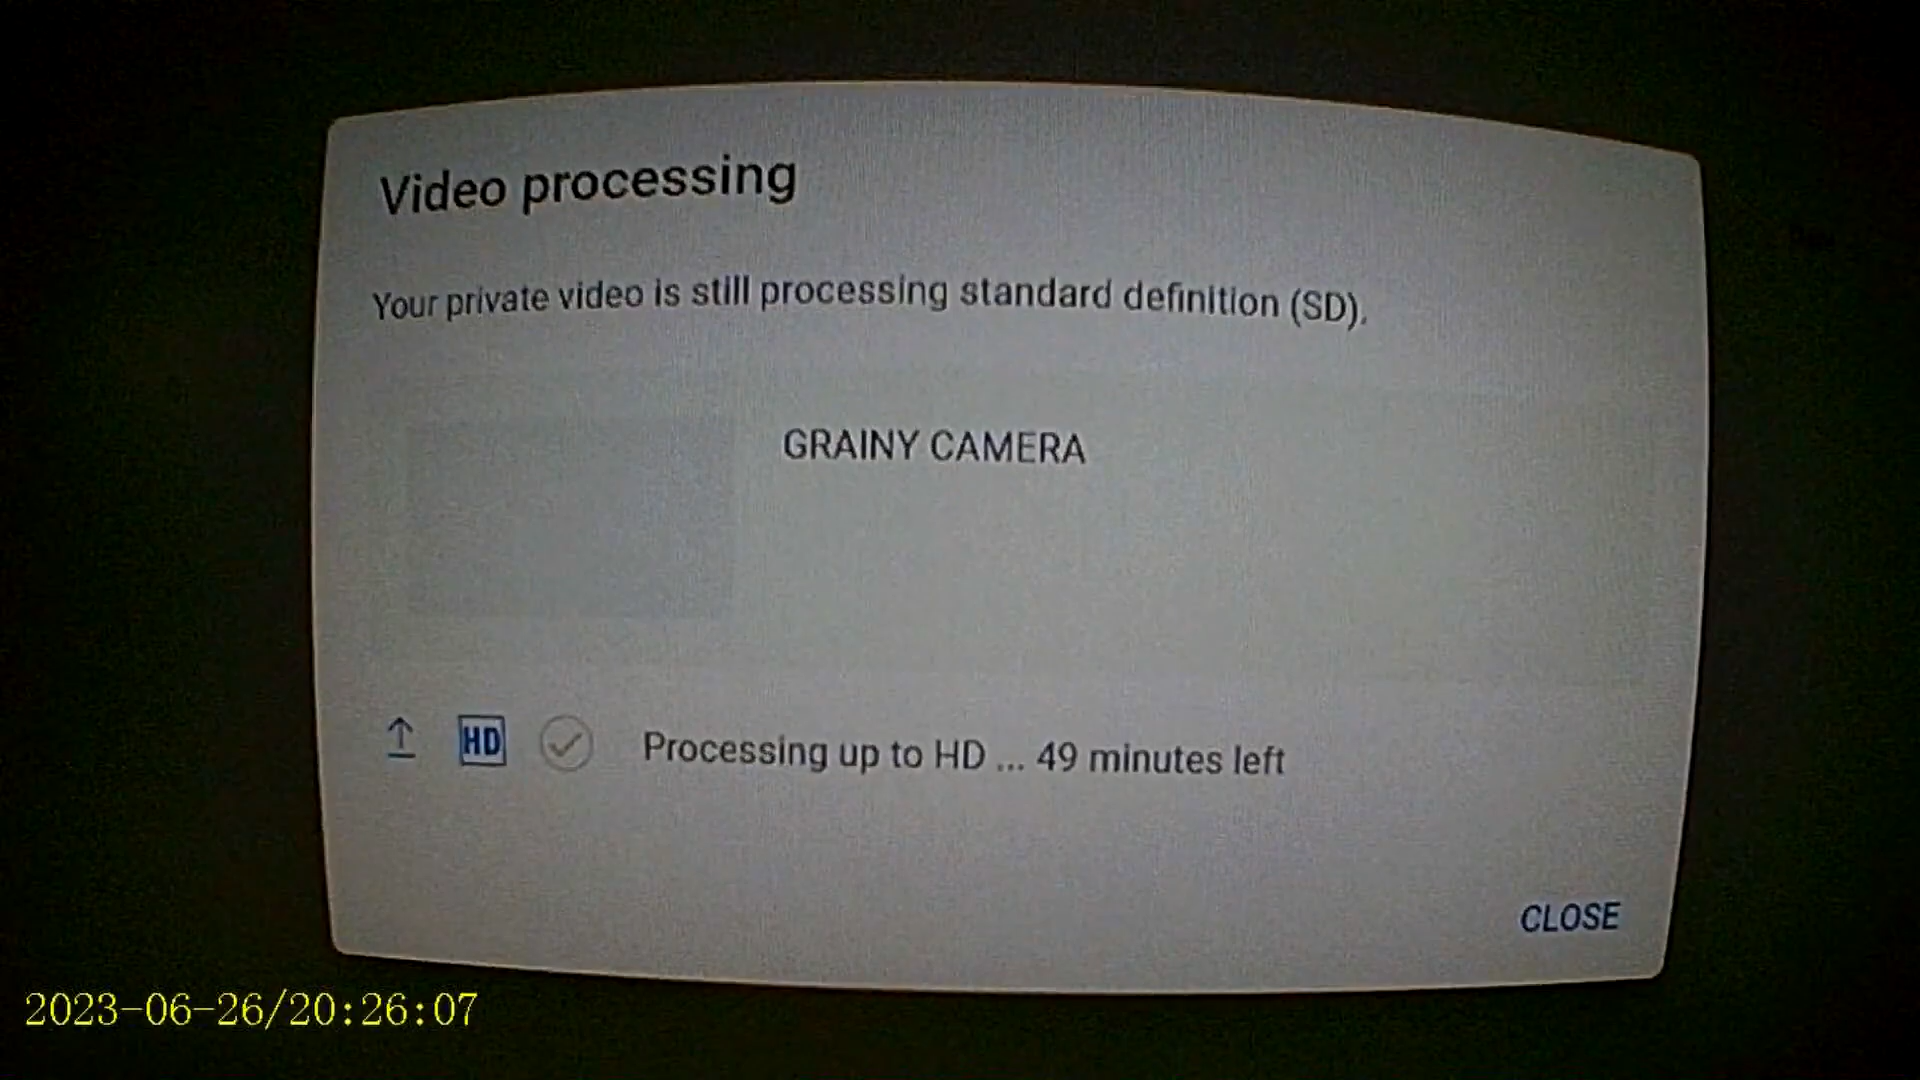 Video processing
Your private video is still processing standard definition (SD).
GRAINY CAMERA
HD
Processing up to HD ... 49 minutes left
CLOSE
2023-06-26/20:26:07